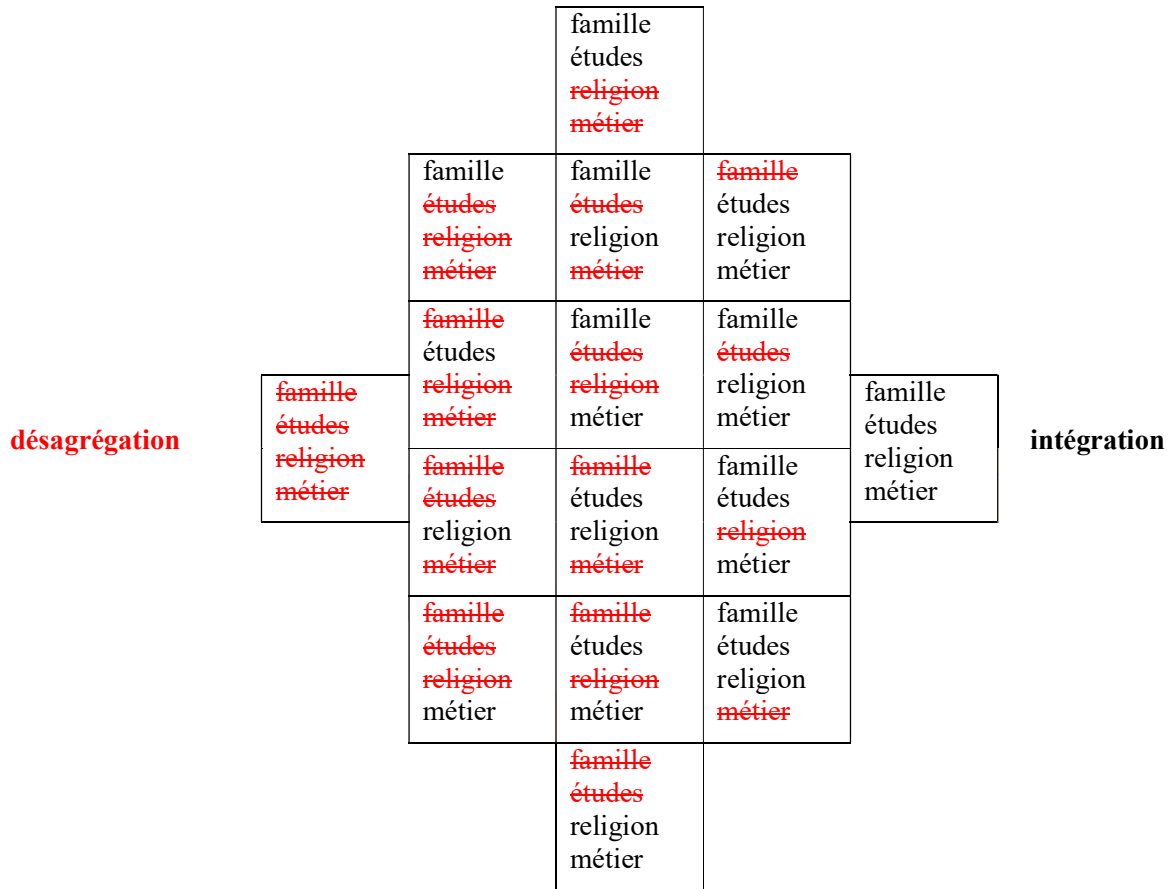 famille
études
religion
métier
famille
études
religion
métier
famille
études
religion
métier
famille
études
religion
métier
famille
études
religion
métier
famille
études
religion
métier
famille
études
religion
métier
désagrégation
famille
études
religion
métier
famille
études
religion
métier
intégration
famille
études
religion
métier
famille
études
religion
métier
famille
études
religion
métier
famille
études
religion
métier
famille
études
religion
métier
famille
études
religion
métier
famille
études
religion
métier